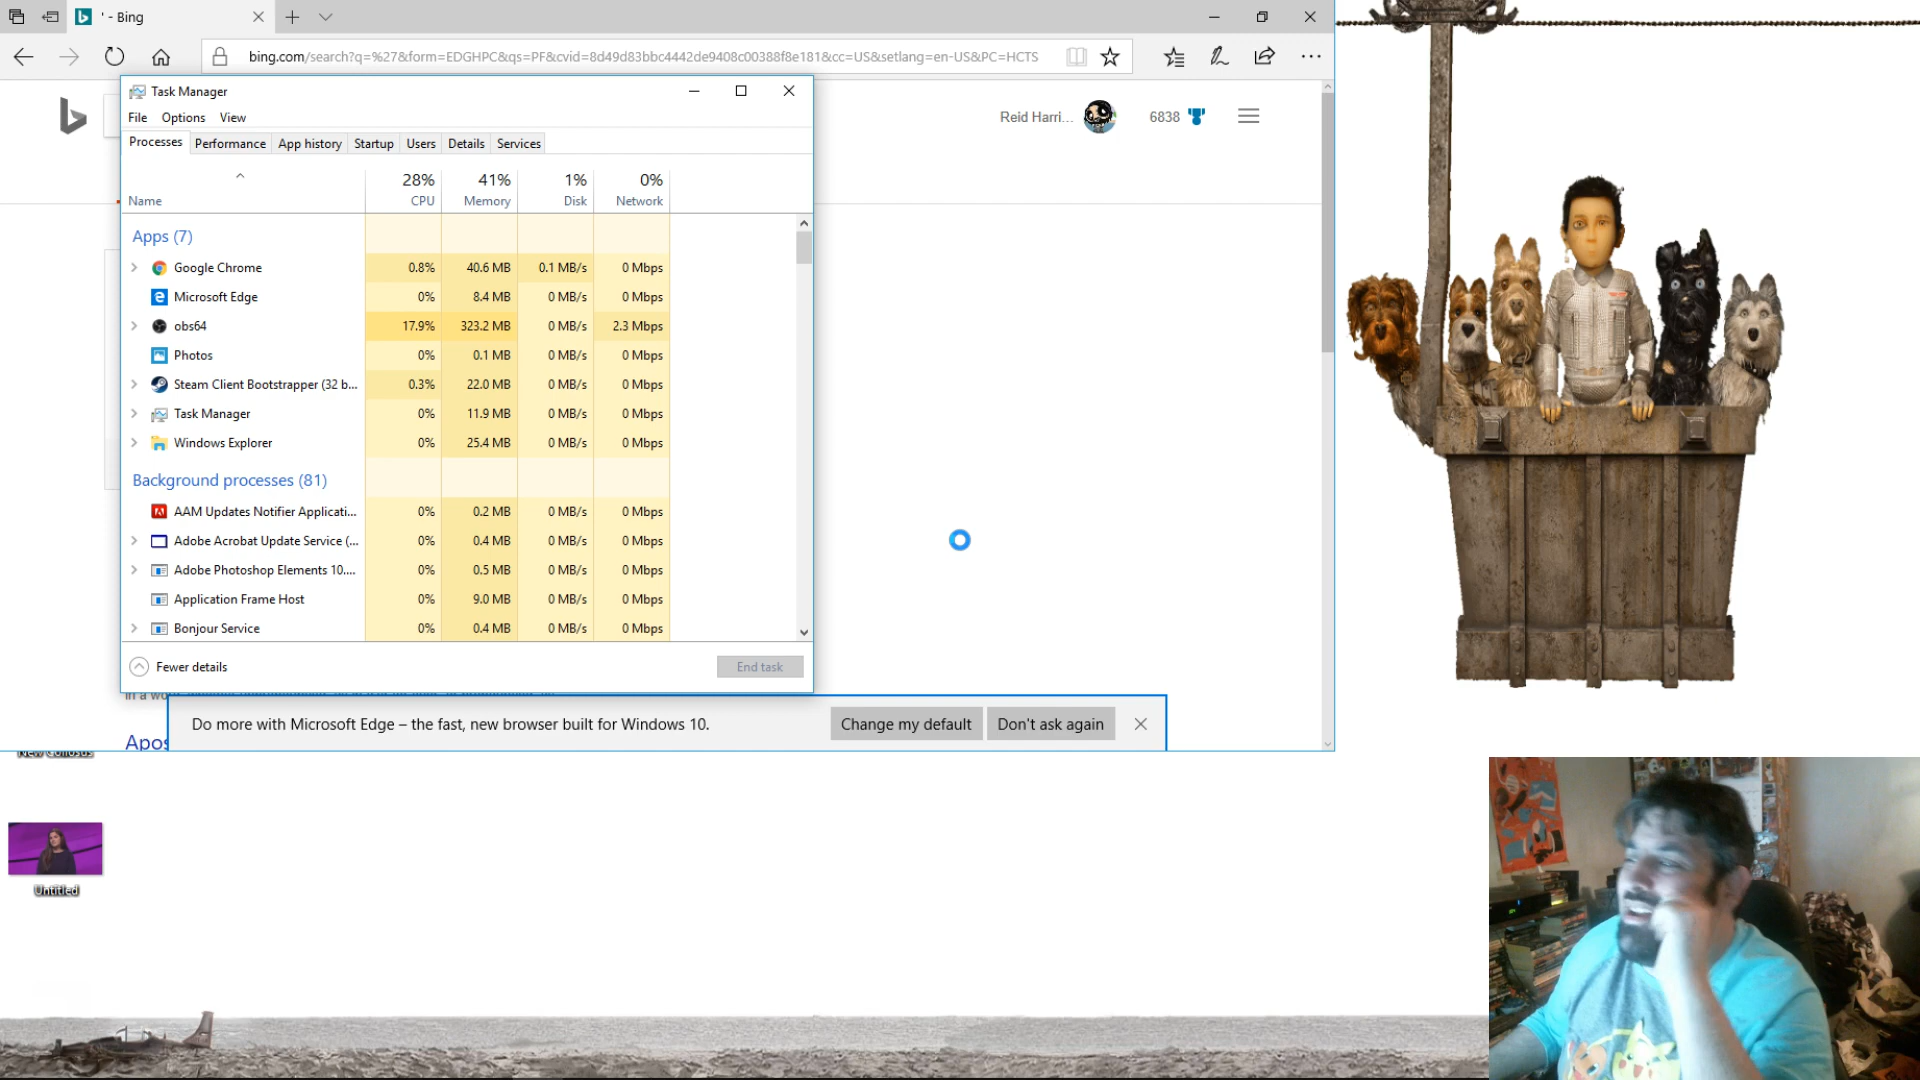 ' - Bing
bing.com/search?q=%27&form=EDGHPC&qs=PF&cvid=8d49d83bbc4442de9408c00388f8e181&cc=US&setlang=en-US&PC=HCTS
Task Manager
File Options View
Processes Performance App history Startup Users Details Services
28% 41% 1% 0%
Name CPU Memory Disk Network
Apps (7)
Google Chrome 0.8% 40.6 MB 0.1 MB/s 0 Mbps
Microsoft Edge 0% 8.4 MB 0 MB/s 0 Mbps
obs64 17.9% 323.2 MB 0 MB/s 2.3 Mbps
Photos 0% 0.1 MB 0 MB/s 0 Mbps
Steam Client Bootstrapper (32 b... 0.3% 22.0 MB 0 MB/s 0 Mbps
Task Manager 0% 11.9 MB 0 MB/s 0 Mbps
Windows Explorer 0% 25.4 MB 0 MB/s 0 Mbps
Background processes (81)
AAM Updates Notifier Applicati... 0% 0.2 MB 0 MB/s 0 Mbps
Adobe Acrobat Update Service (... 0% 0.4 MB 0 MB/s 0 Mbps
Adobe Photoshop Elements 10.... 0% 0.5 MB 0 MB/s 0 Mbps
Application Frame Host 0% 9.0 MB 0 MB/s 0 Mbps
Bonjour Service 0% 0.4 MB 0 MB/s 0 Mbps
Fewer details End task
Reid Harri... 6838
Do more with Microsoft Edge – the fast, new browser built for Windows 10. Change my default Don't ask again
Apos
Untitled